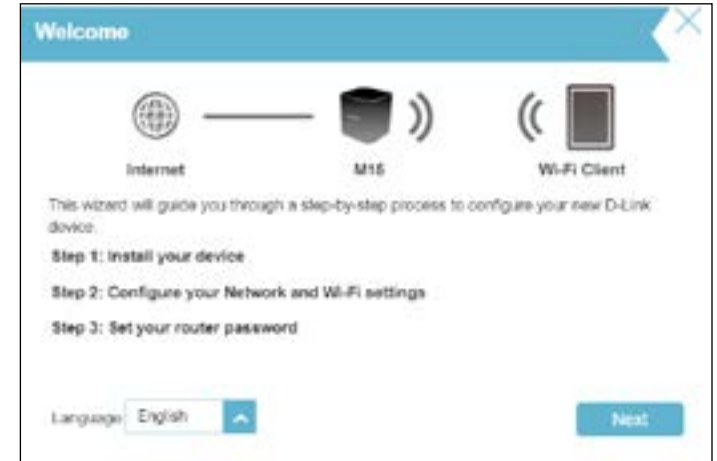 Welcome
Internet
M15
Wi-Fi Client
This wizard will guide you through a step-by-step process to configure your new D-Link
device.
Step 1: Install your device
Step 2: Configure your Network and Wi-Fi settings
Step 3: Set your router password
Language: English
Next